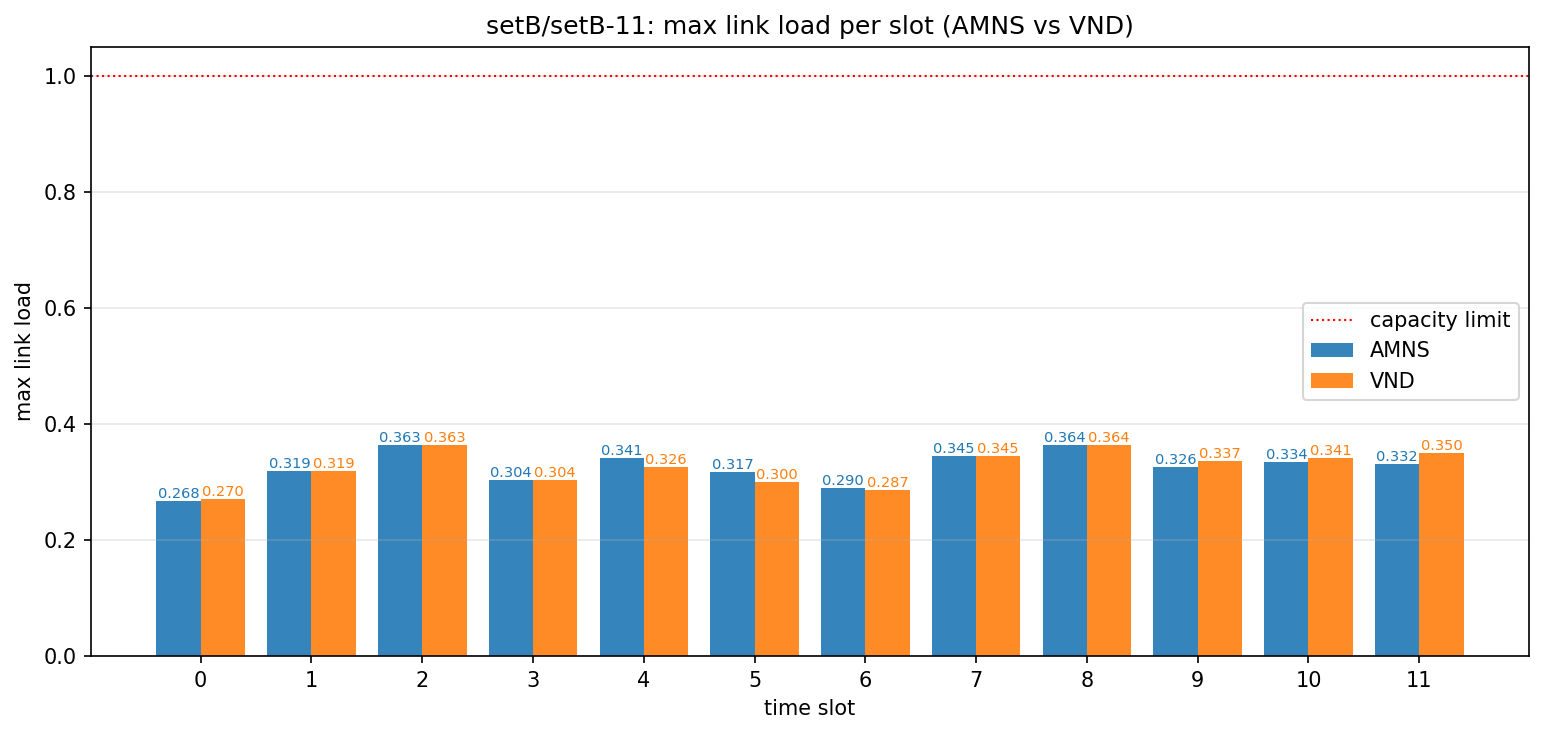 setB/setB-11: max link load per slot (AMNS vs VND)
max link load
1.0
0.8
0.6
0.4
0.2
0.0
capacity limit
AMNS
VND
0.268 0.270
0.319 0.319
0.363 0.363
0.304 0.304
0.341 0.326
0.317 0.300
0.290 0.287
0.345 0.345
0.364 0.364
0.326 0.337
0.334 0.341
0.332 0.350
0 1 2 3 4 5 6 7 8 9 10 11
time slot